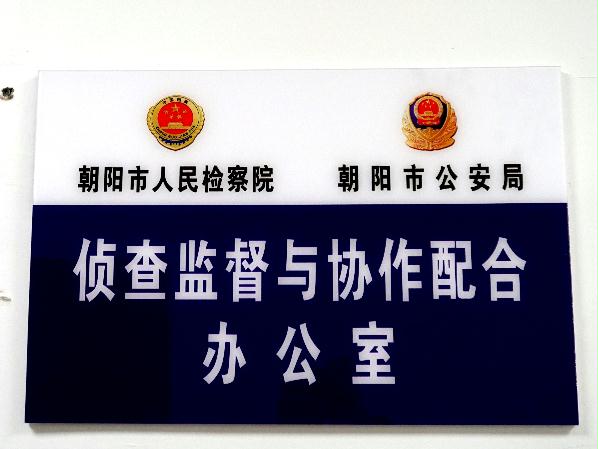 朝阳市人民检察院 朝阳市公安局
侦查监督与协作配合
办公室